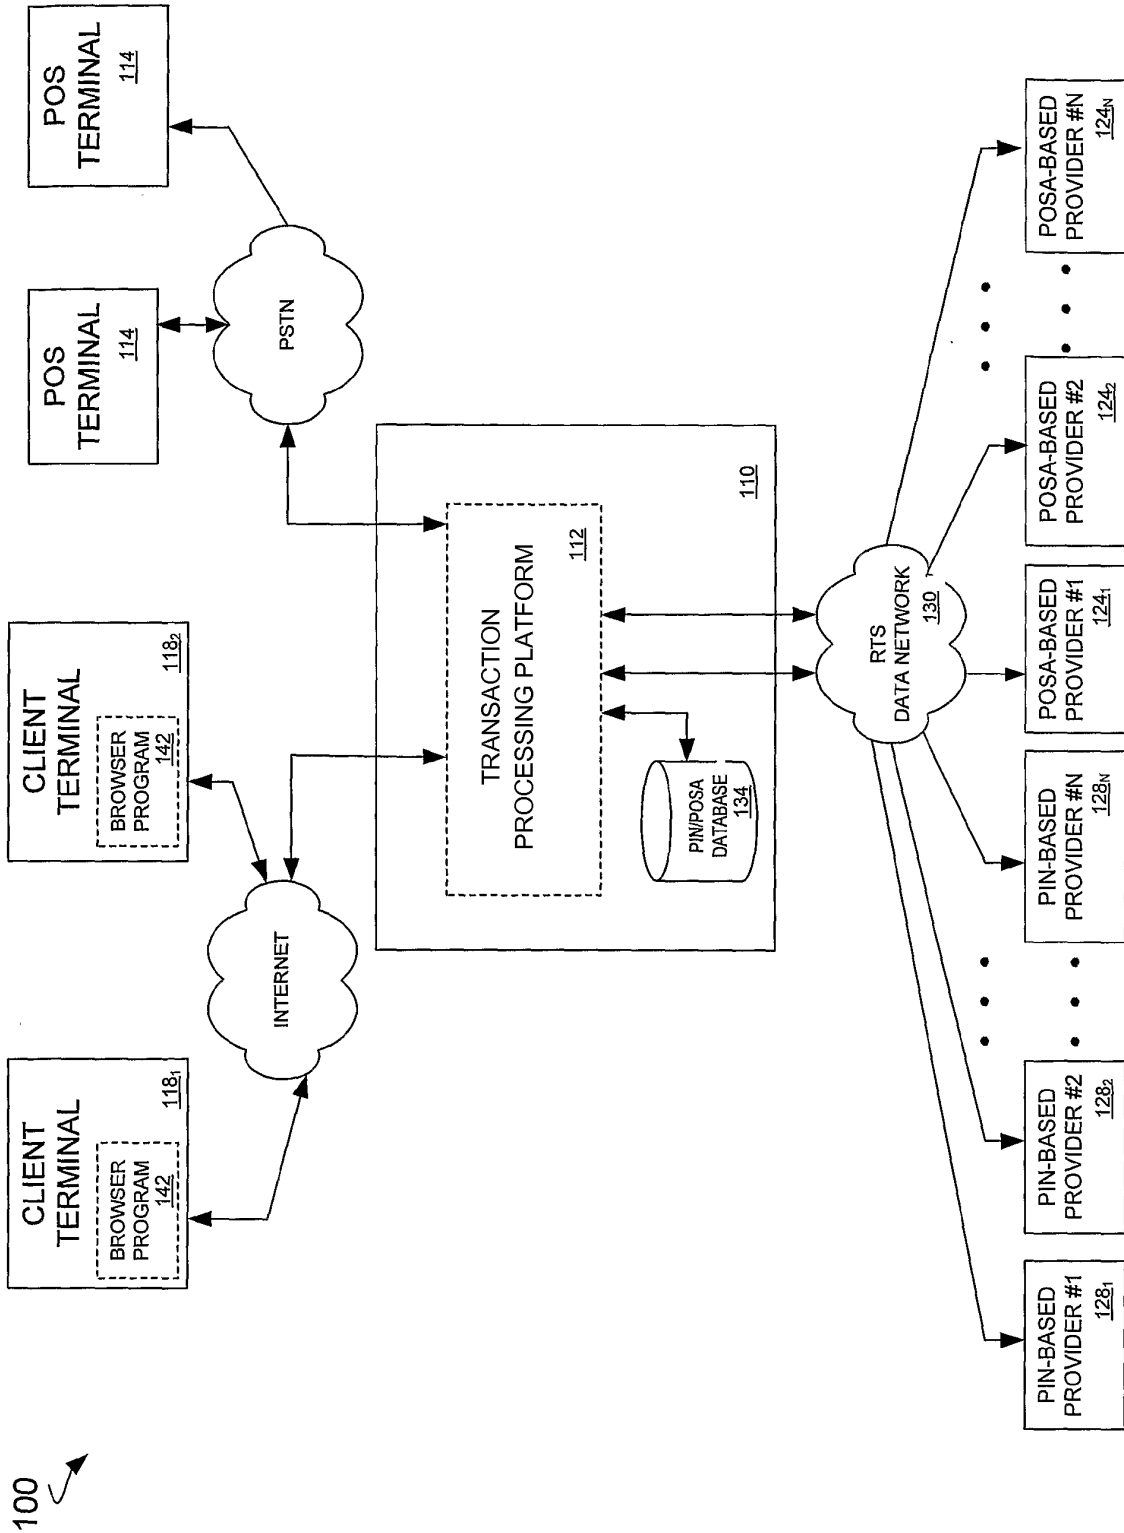 100
CLIENT
TERMINAL
BROWSER
PROGRAM
142
118₁
CLIENT
TERMINAL
BROWSER
PROGRAM
142
118₂
POS
TERMINAL
114
POS
TERMINAL
114
INTERNET
PSTN
TRANSACTION
PROCESSING PLATFORM
112
PIN/POSA
DATABASE
134
110
RTS
DATA NETWORK
130
PIN-BASED
PROVIDER #1
128₁
PIN-BASED
PROVIDER #2
128₂
PIN-BASED
PROVIDER #N
128N
POSA-BASED
PROVIDER #1
124₁
POSA-BASED
PROVIDER #2
124₂
POSA-BASED
PROVIDER #N
124N